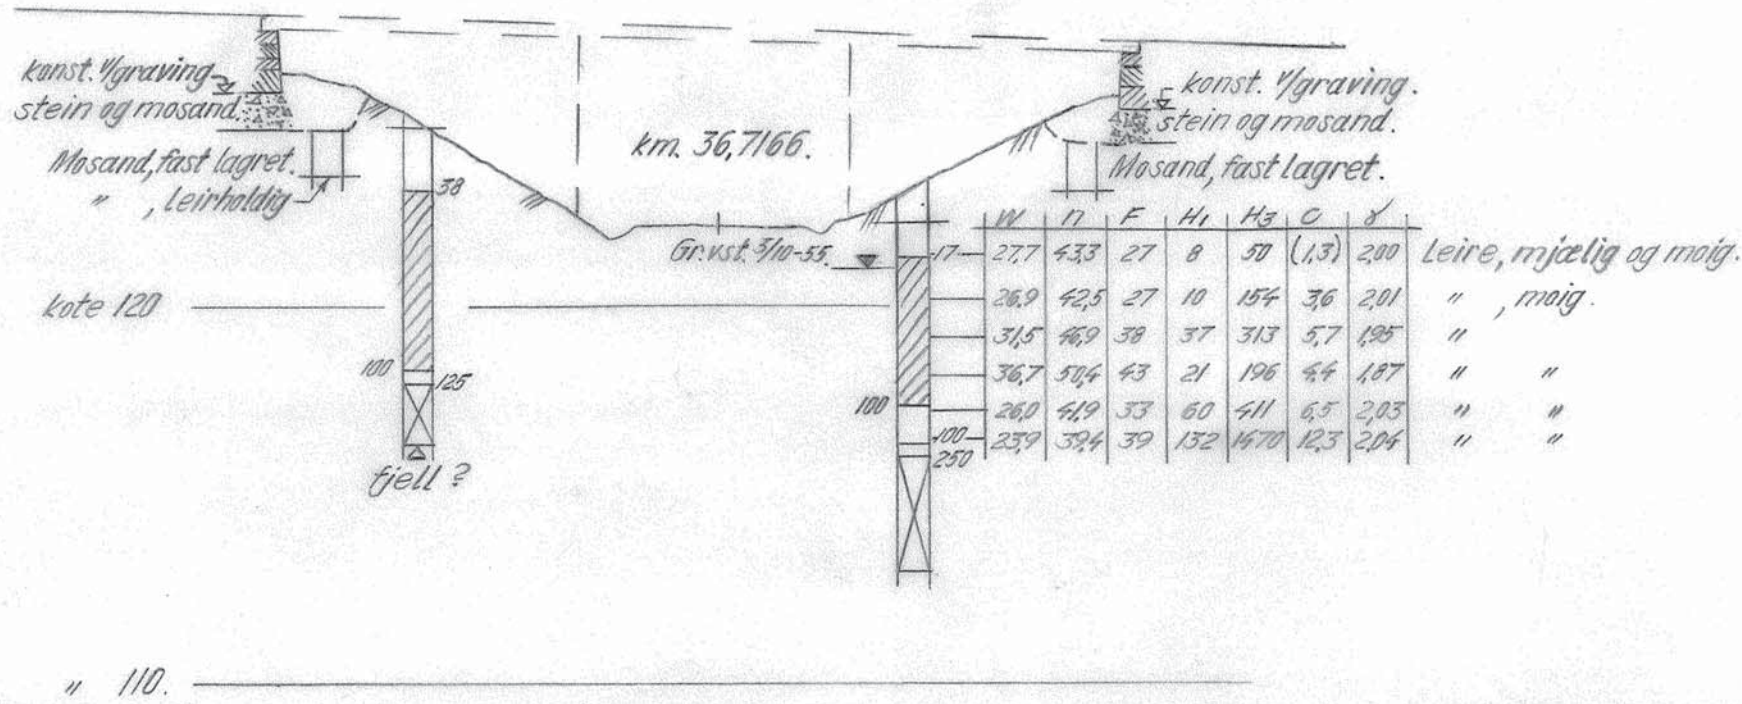 konst. v/graving
stein og mosand.
Mosand, fast lagret.
" , leirholdig
km. 36,7166.
konst. v/graving.
stein og mosand.
Mosand, fast lagret.
38
Gr.vst. 3/10-55.
W n F H1 H3 C γ
17 27,7 43,3 27 8 50 (1,3) 2,00 Leire, mjælig og moig.
kote 120
26,9 42,5 27 10 154 3,6 2,01 " , moig.
31,5 46,9 38 37 313 5,7 1,95 "
100
125
36,7 50,4 43 21 196 4,4 1,87 " "
100
26,0 41,9 33 60 411 6,5 2,03 " "
100 23,9 39,4 39 132 1470 12,3 2,04 " "
250
fjell ?
" 110.